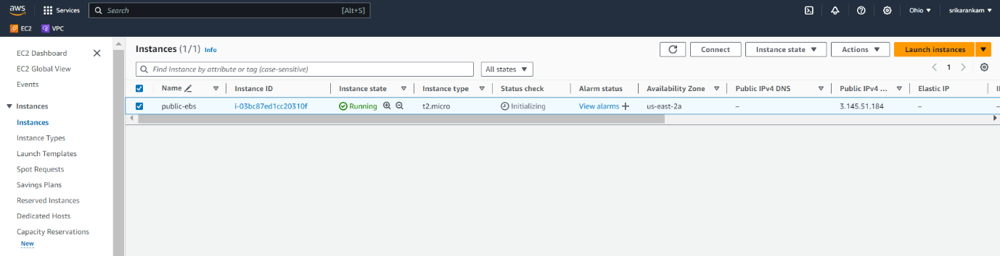 aws Services Search [Alt+S] Ohio srikarankam
EC2 VPC
EC2 Dashboard
EC2 Global View
Events
Instances
Instances
Instance Types
Launch Templates
Spot Requests
Savings Plans
Reserved Instances
Dedicated Hosts
Capacity Reservations
New
Instances (1/1) Info Connect Instance state Actions Launch instances
Find Instance by attribute or tag (case-sensitive) All states 1
Name Instance ID Instance state Instance type Status check Alarm status Availability Zone Public IPv4 DNS Public IPv4 ... Elastic IP
public-ebs i-03bc87ed1cc20310f Running t2.micro Initializing View alarms + us-east-2a – 3.145.51.184 – –